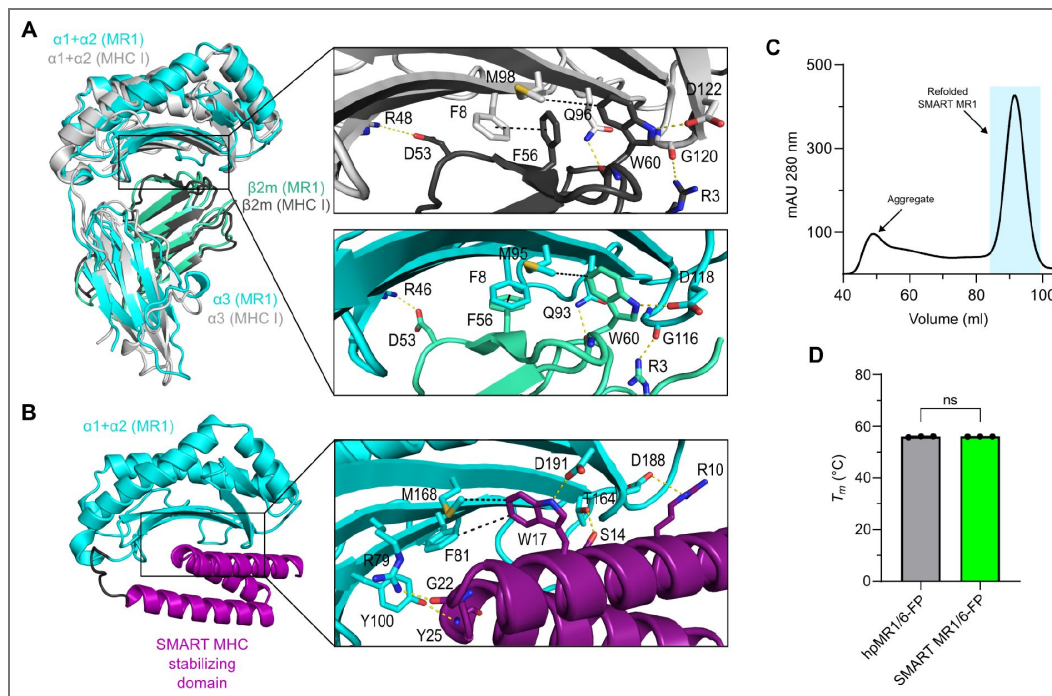 A
α1+α2 (MR1)
α1+α2 (MHC I)
β2m (MR1)
β2m (MHC I)
α3 (MR1)
α3 (MHC I)
M98
D122
R48
F8
Q96
D53
F56
G120
W60
R3
M95
D118
R46
F8
F56
Q93
D53
W60
G116
R3
B
α1+α2 (MR1)
SMART MHC
stabilizing
domain
D191
D188
R10
M168
T164
W17
S14
F81
R79
G22
Y100
Y25
C
500
400
300
200
100
mAU 280 nm
Refolded
SMART MR1
Aggregate
40 60 80 100
Volume (ml)
D
80
60
40
20
0
Tm (°C)
ns
hpMR1/6-FP
SMART MR1/6-FP